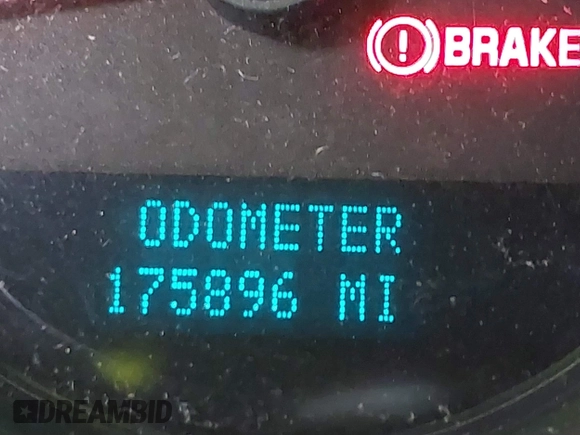 BRAKE
ODOMETER
175896 MI
DREAMBID